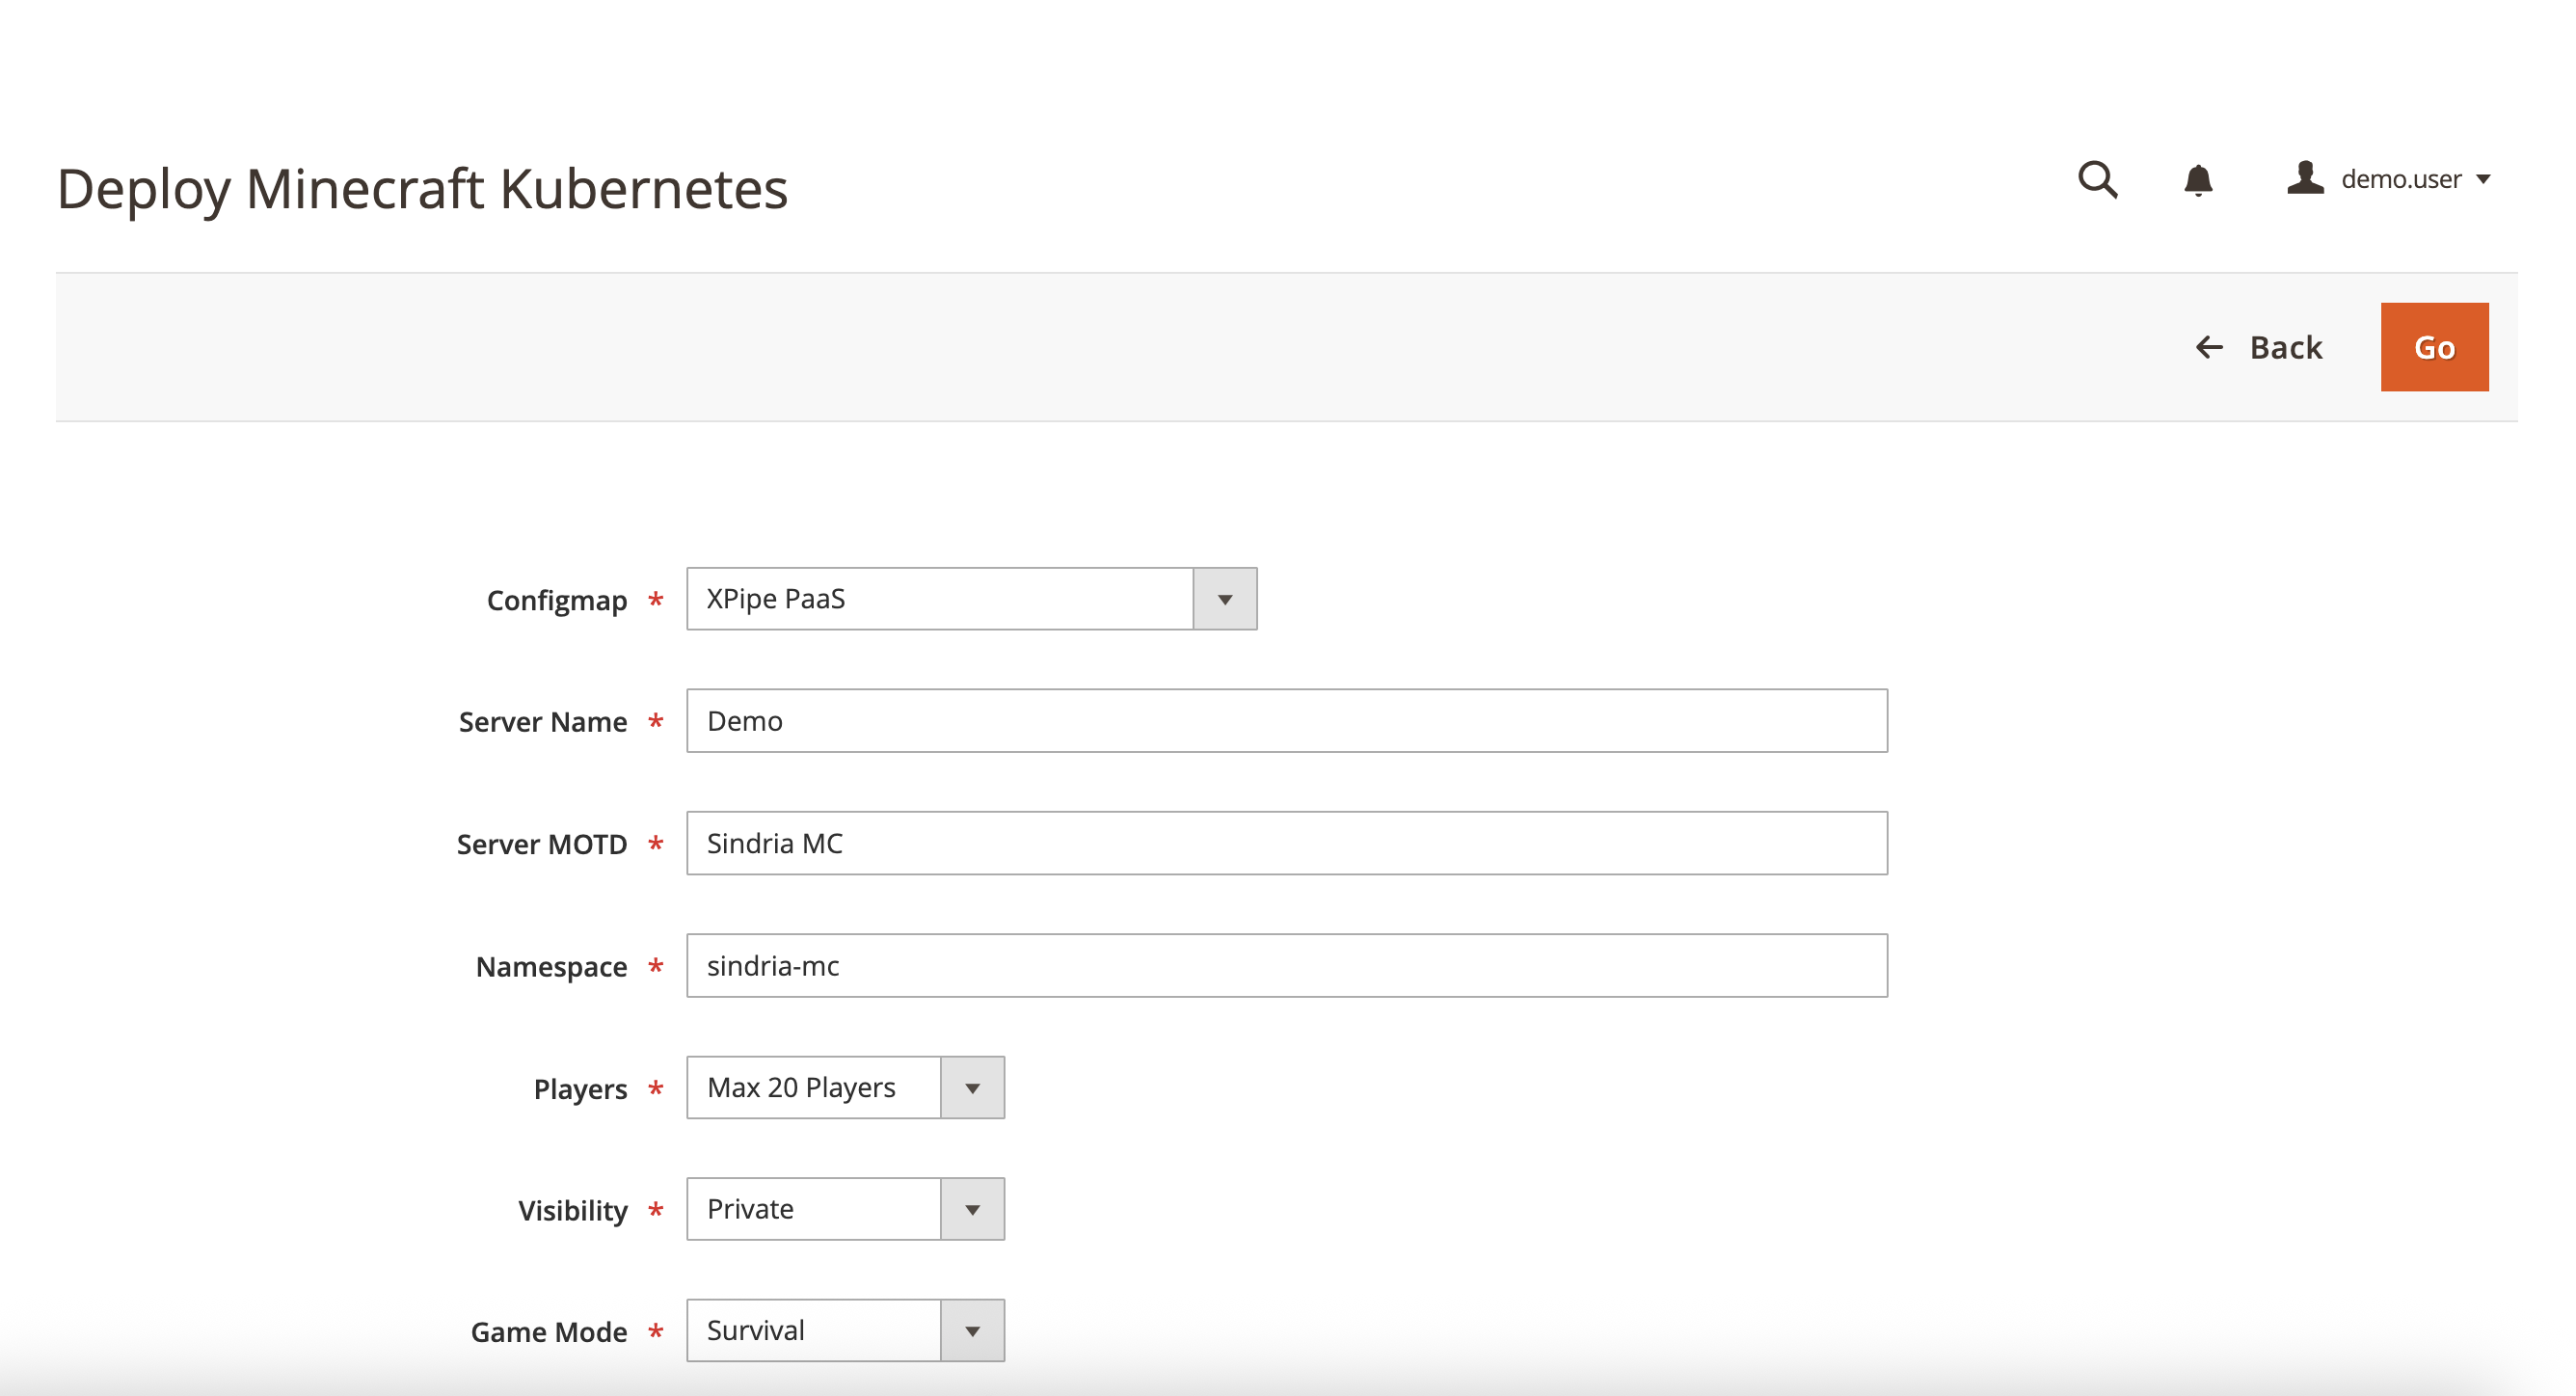 Deploy Minecraft Kubernetes
demo.user
Back
Go
Configmap * XPipe PaaS
Server Name * Demo
Server MOTD * Sindria MC
Namespace * sindria-mc
Players * Max 20 Players
Visibility * Private
Game Mode * Survival